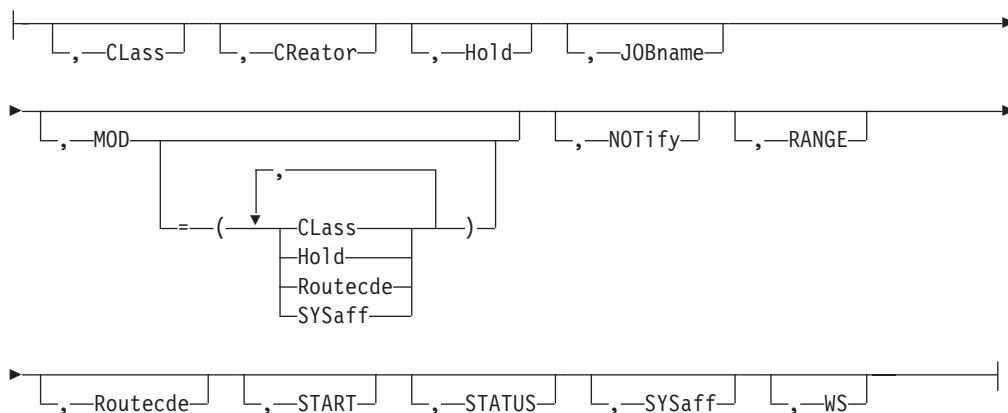 , CLass , CReator , Hold , JOBname
, MOD , NOTify , RANGE
,
= ( CLass )
Hold
Routecde
SYSaff
, Routecde , START , STATUS , SYSaff , WS